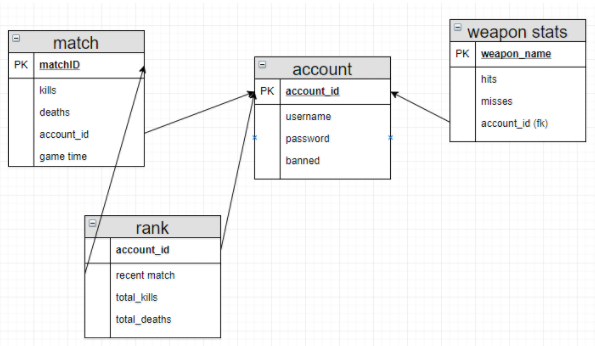 match
PK matchID
kills
deaths
account_id
game time
account
PK account_id
username
password
banned
weapon stats
PK weapon_name
hits
misses
account_id (fk)
rank
account_id
recent match
total_kills
total_deaths